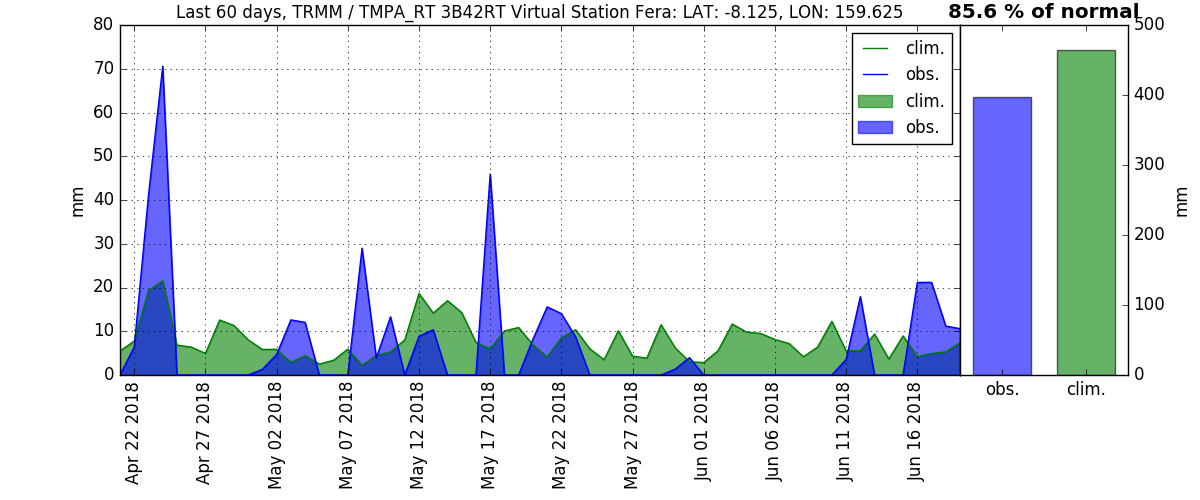 Last 60 days, TRMM / TMPA_RT 3B42RT Virtual Station Fera: LAT: -8.125, LON: 159.625
85.6 % of normal
80
70
60
50
40
30
20
10
0
mm
clim.
obs.
clim.
obs.
500
400
300
200
100
0
mm
Apr 22 2018
Apr 27 2018
May 02 2018
May 07 2018
May 12 2018
May 17 2018
May 22 2018
May 27 2018
Jun 01 2018
Jun 06 2018
Jun 11 2018
Jun 16 2018
obs.
clim.